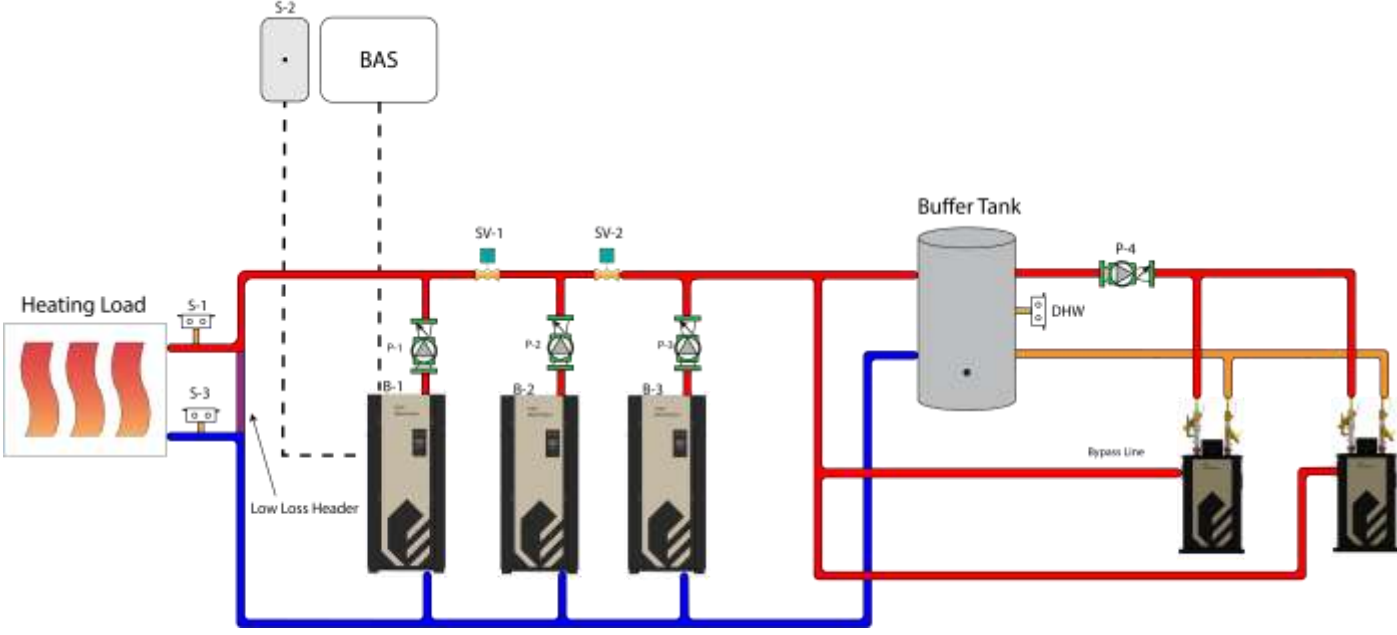 S-2
BAS
SV-1
SV-2
Buffer Tank
P-4
Heating Load
S-1
DHW
P-1
P-2
P-3
S-3
B-1
B-2
B-3
Bypass Line
Low Loss Header